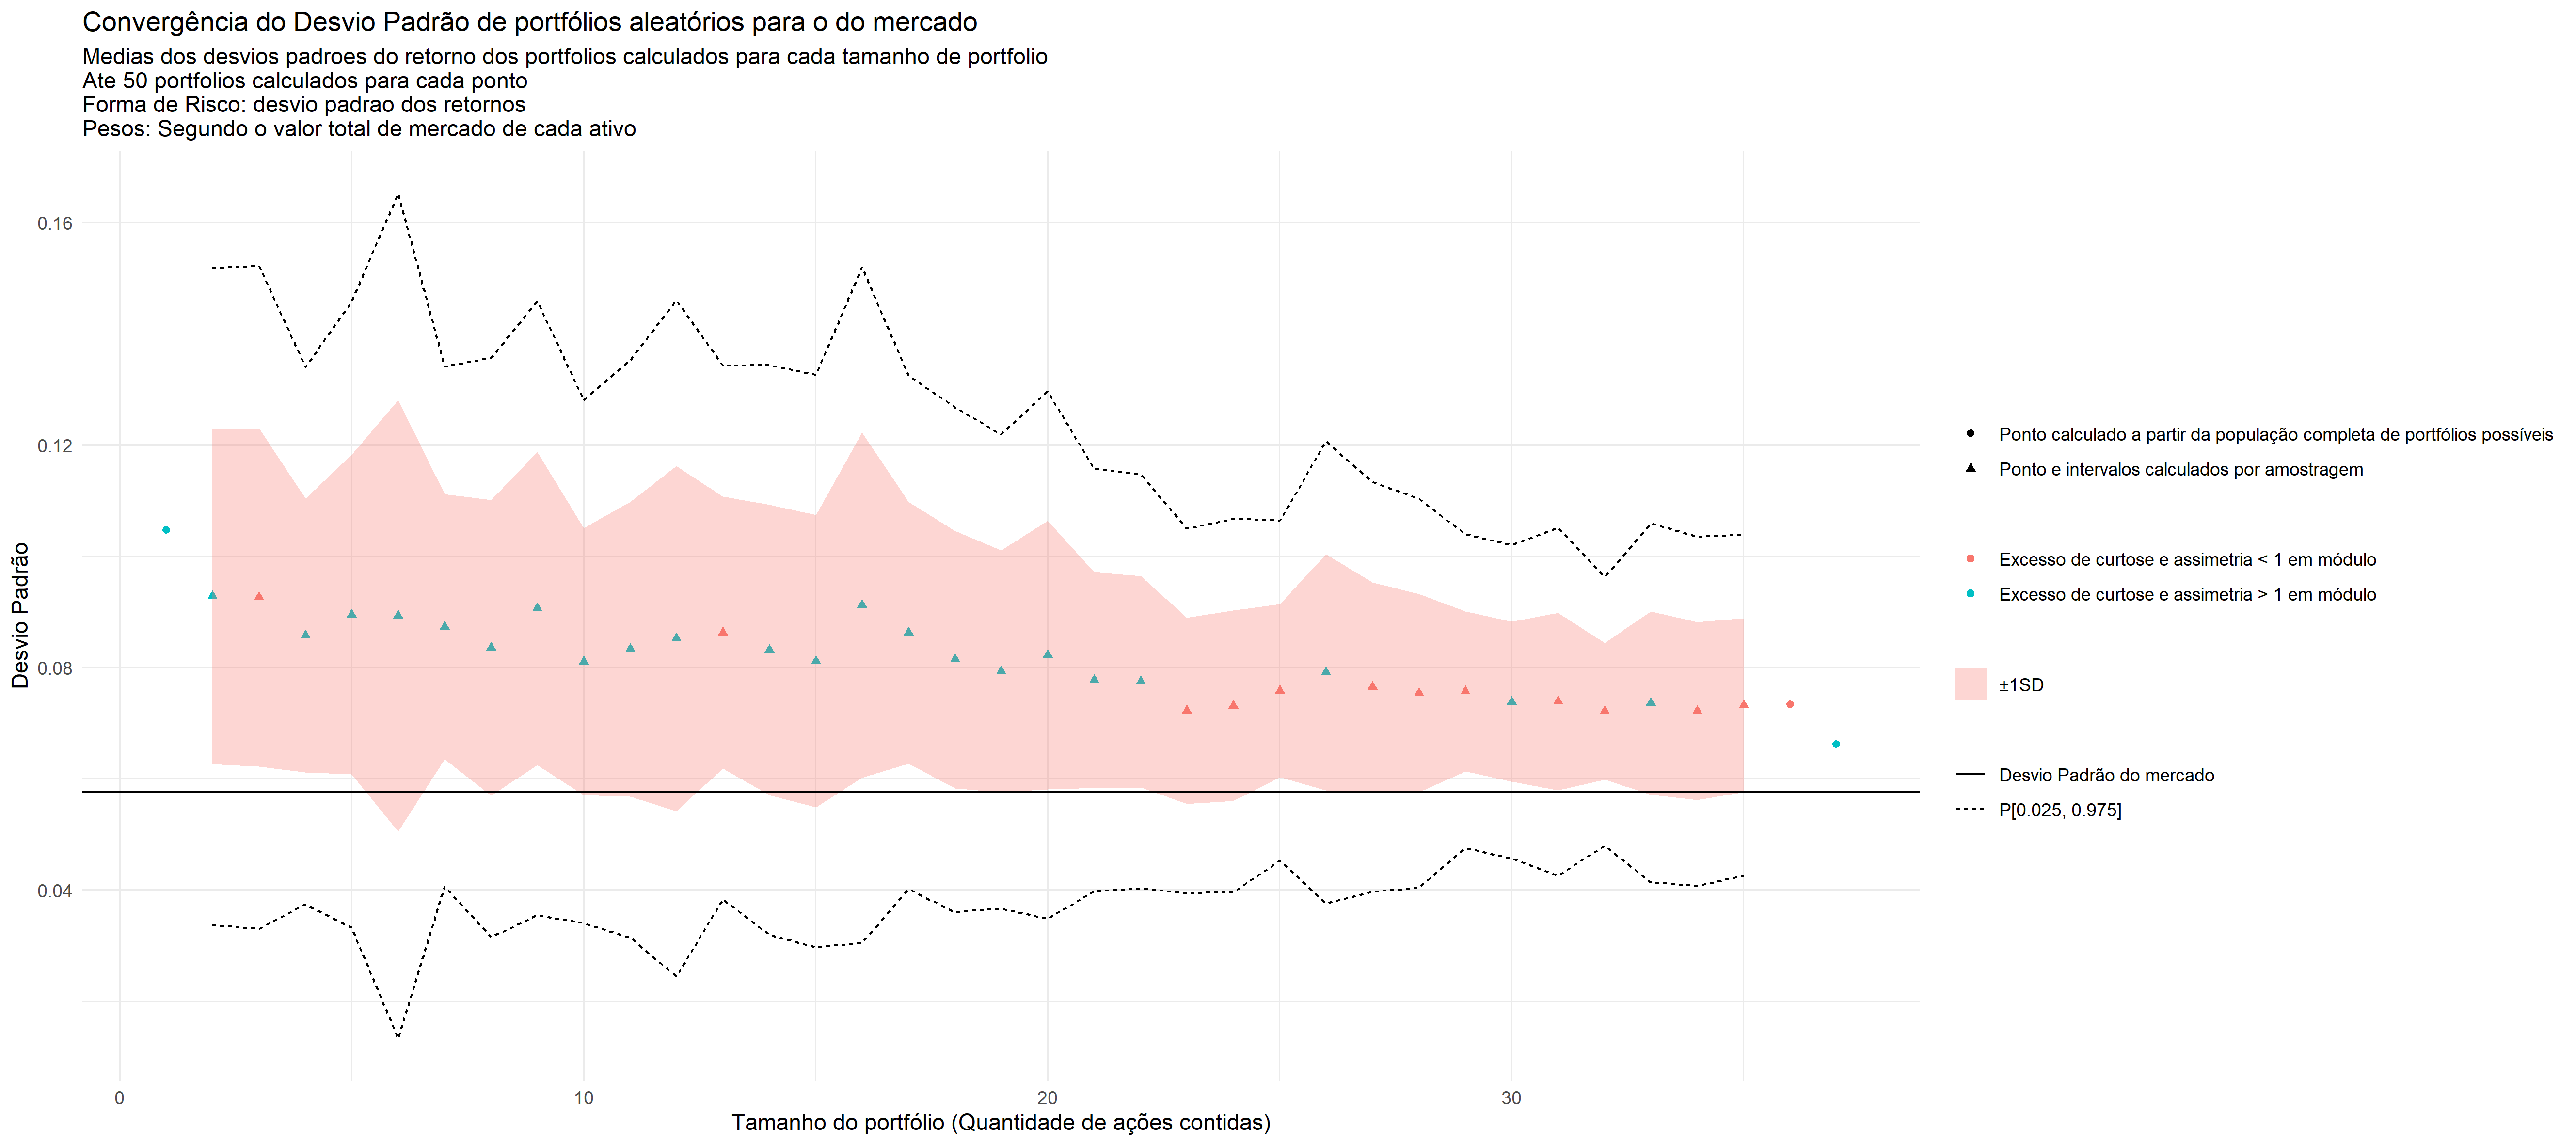 Convergência do Desvio Padrão de portfólios aleatórios para o do mercado
Medias dos desvios padroes do retorno dos portfolios calculados para cada tamanho de portfolio
Ate 50 portfolios calculados para cada ponto
Forma de Risco: desvio padrao dos retornos
Pesos: Segundo o valor total de mercado de cada ativo
Desvio Padrão
0.16
0.12
0.08
0.04
0
10
20
30
Tamanho do portfólio (Quantidade de ações contidas)
Ponto calculado a partir da população completa de portfólios possíveis
Ponto e intervalos calculados por amostragem
Excesso de curtose e assimetria < 1 em módulo
Excesso de curtose e assimetria > 1 em módulo
±1SD
Desvio Padrão do mercado
P[0.025, 0.975]